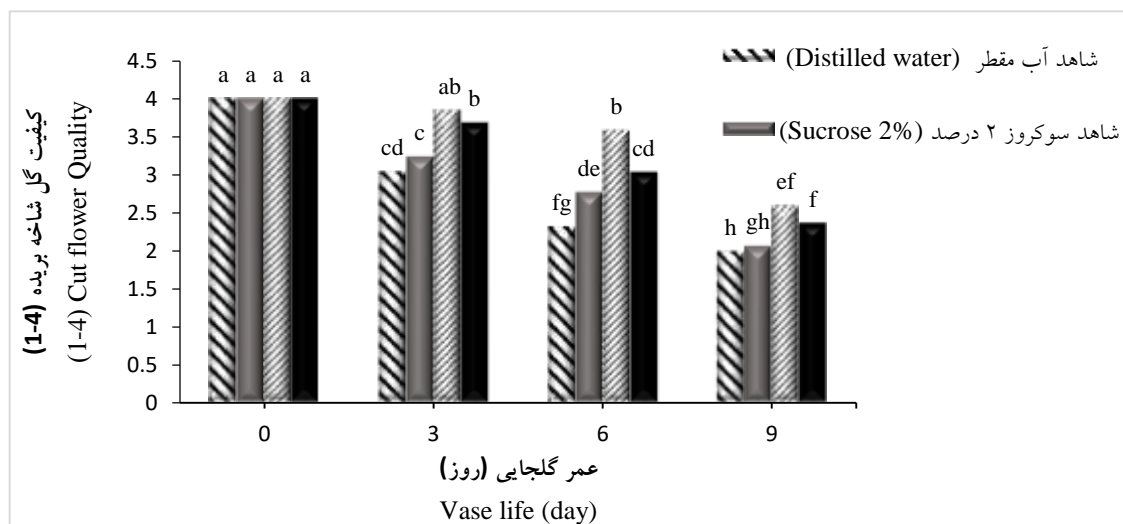 4.5
4
3.5
3
2.5
2
1.5
1
0.5
0
کیفیت گل شاخه بریده (4-1)
((1-4) Cut flower Quality
a a a a
cd c ab b
fg de b cd
h gh ef f
0 3 6 9
عمر گلجایی (روز)
Vase life (day)
شاهد آب مقطر (Distilled water)
شاهد سوکروز ۲ درصد (Sucrose 2%)